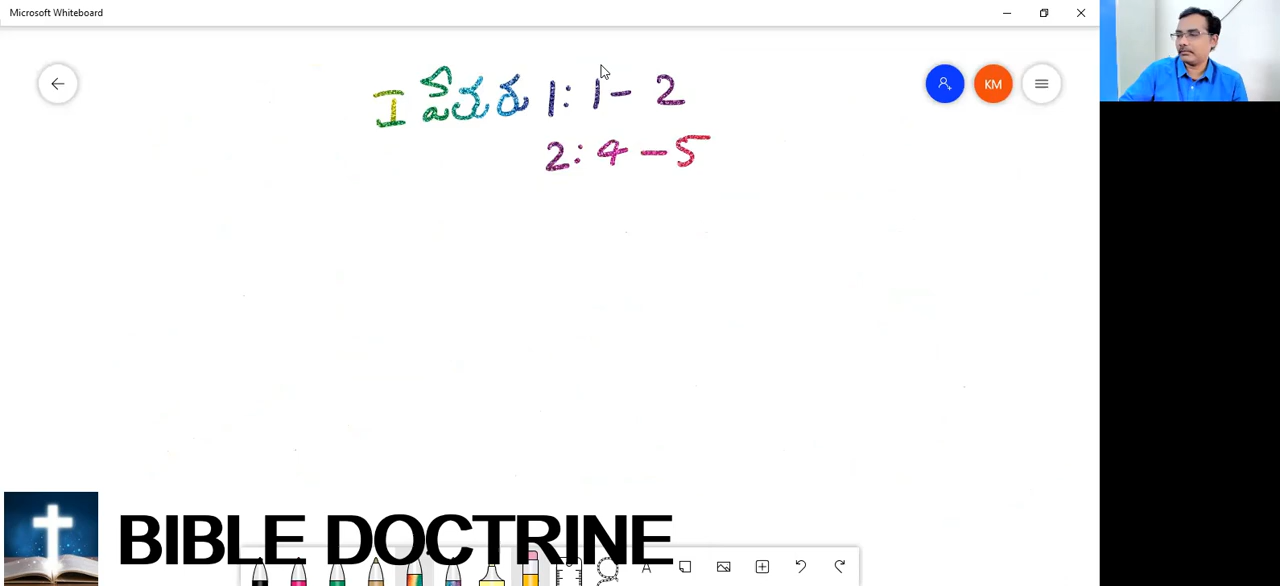 Microsoft Whiteboard
I పేతురు 1: 1 - 2
2: 4 - 5
KM
BIBLE DOCTRINE
A